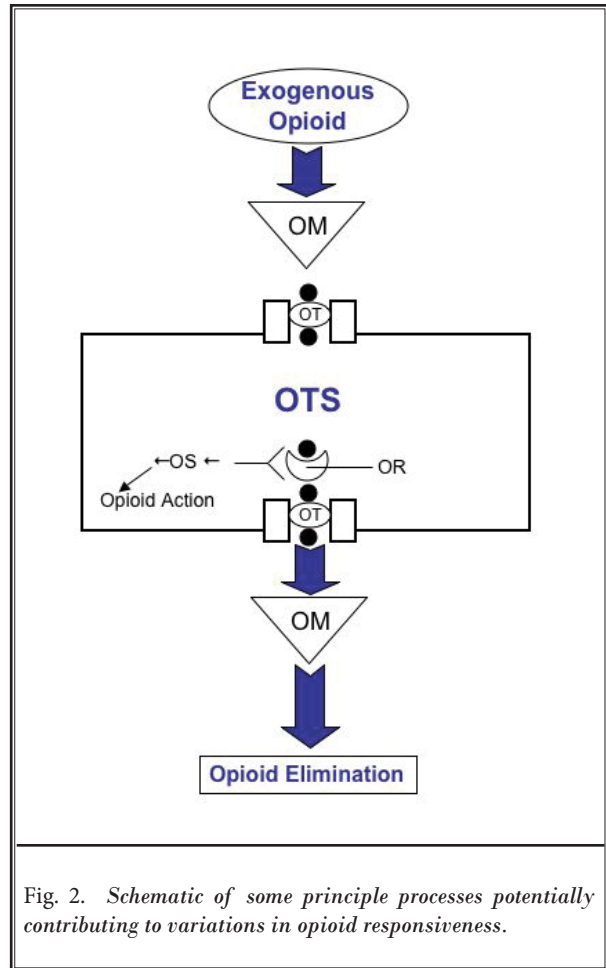 Exogenous
Opioid
OM
OT
OTS
←OS ←
OR
Opioid Action
OT
OM
Opioid Elimination
Fig. 2. Schematic of some principle processes potentially
contributing to variations in opioid responsiveness.